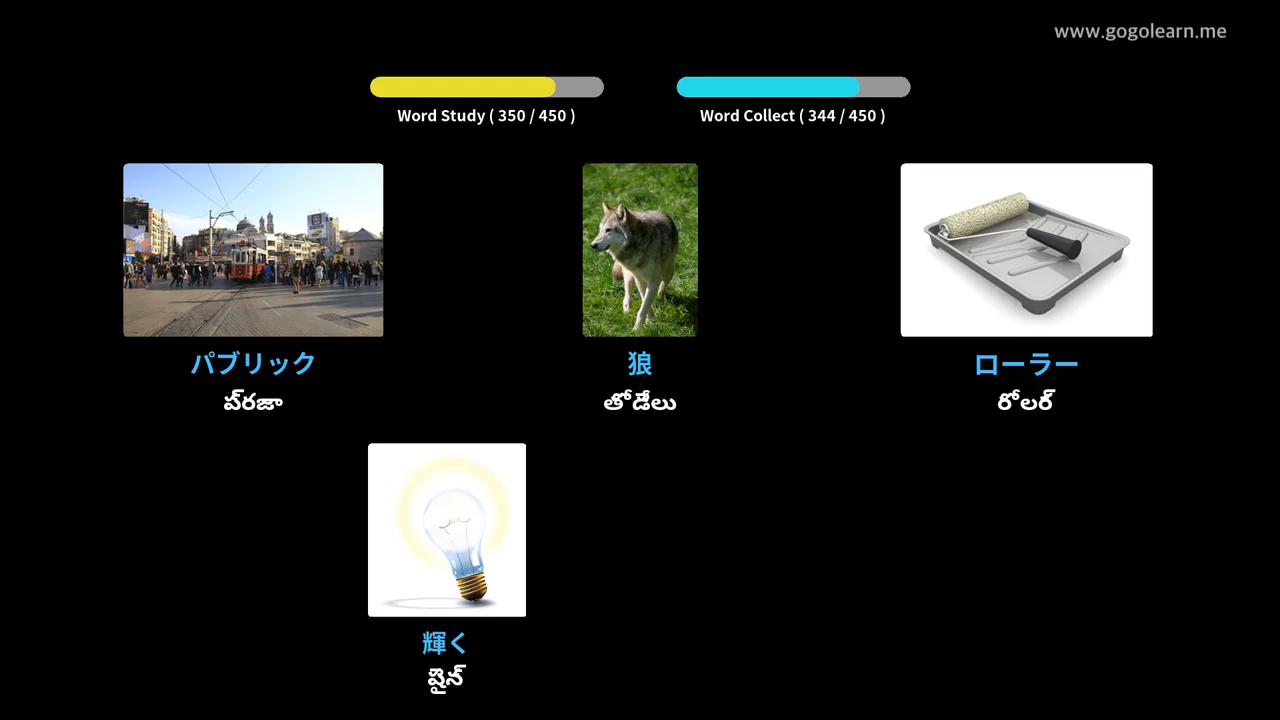 www.gogolearn.me
Word Study ( 350 / 450 )
Word Collect ( 344 / 450 )
パブリック
狼
ローラー
ప్రజా
తోడేలు
రోలర్
輝く
షైన్